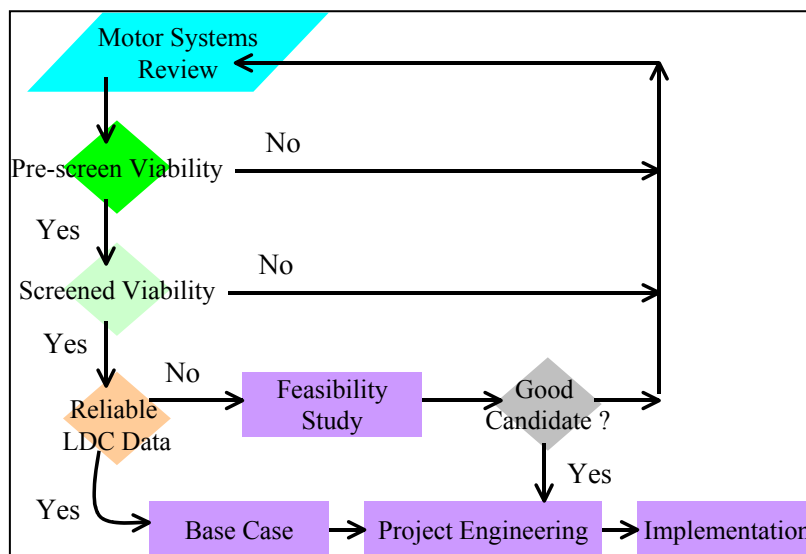 Motor Systems
Review
No
Pre-screen Viability
Yes
No
Screened Viability
Yes
No
Reliable
LDC Data
Feasibility
Study
Good
Candidate ?
Yes
Yes
Base Case
Project Engineering
Implementation